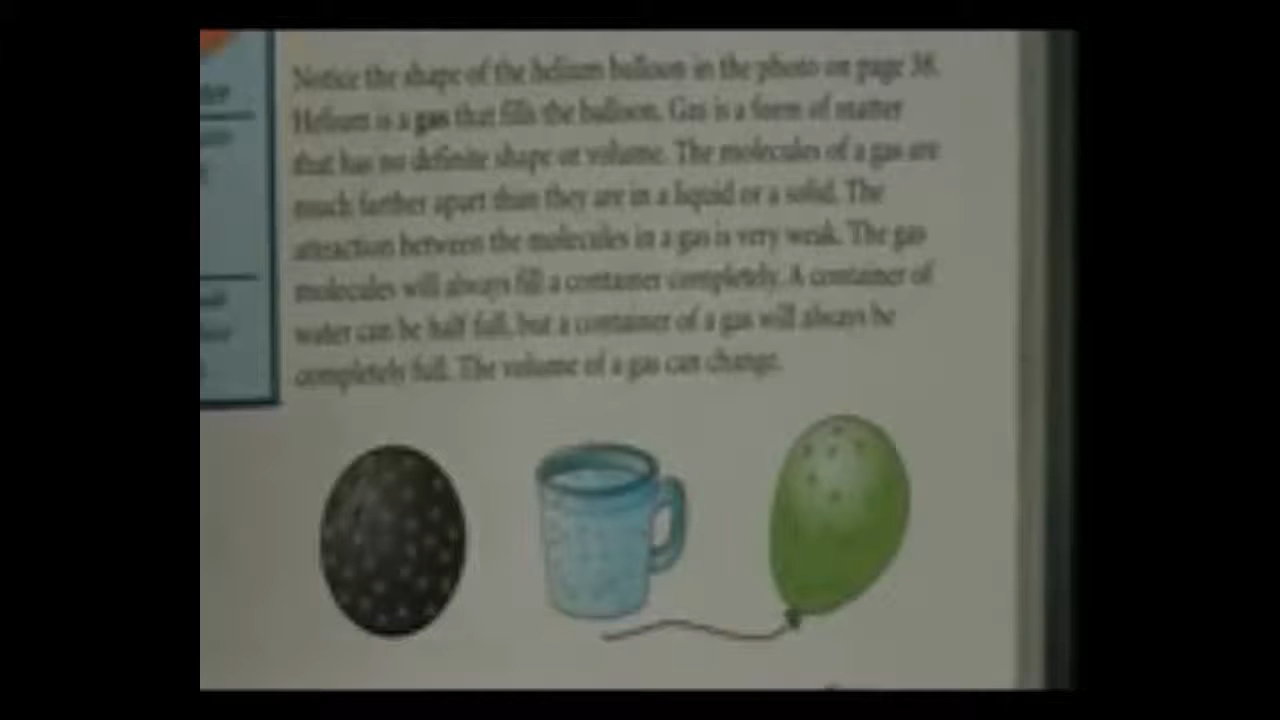 Notice the shape of the helium balloon in the photo on page 38.
Helium is a gas that fills the balloon. Gas is a form of matter
that has no definite shape or volume. The molecules of a gas are
much farther apart than they are in a liquid or a solid. The
attraction between the molecules in a gas is very weak. The gas
molecules will always fill a container completely. A container of
water can be half full, but a container of a gas will always be
completely full. The volume of a gas can change.